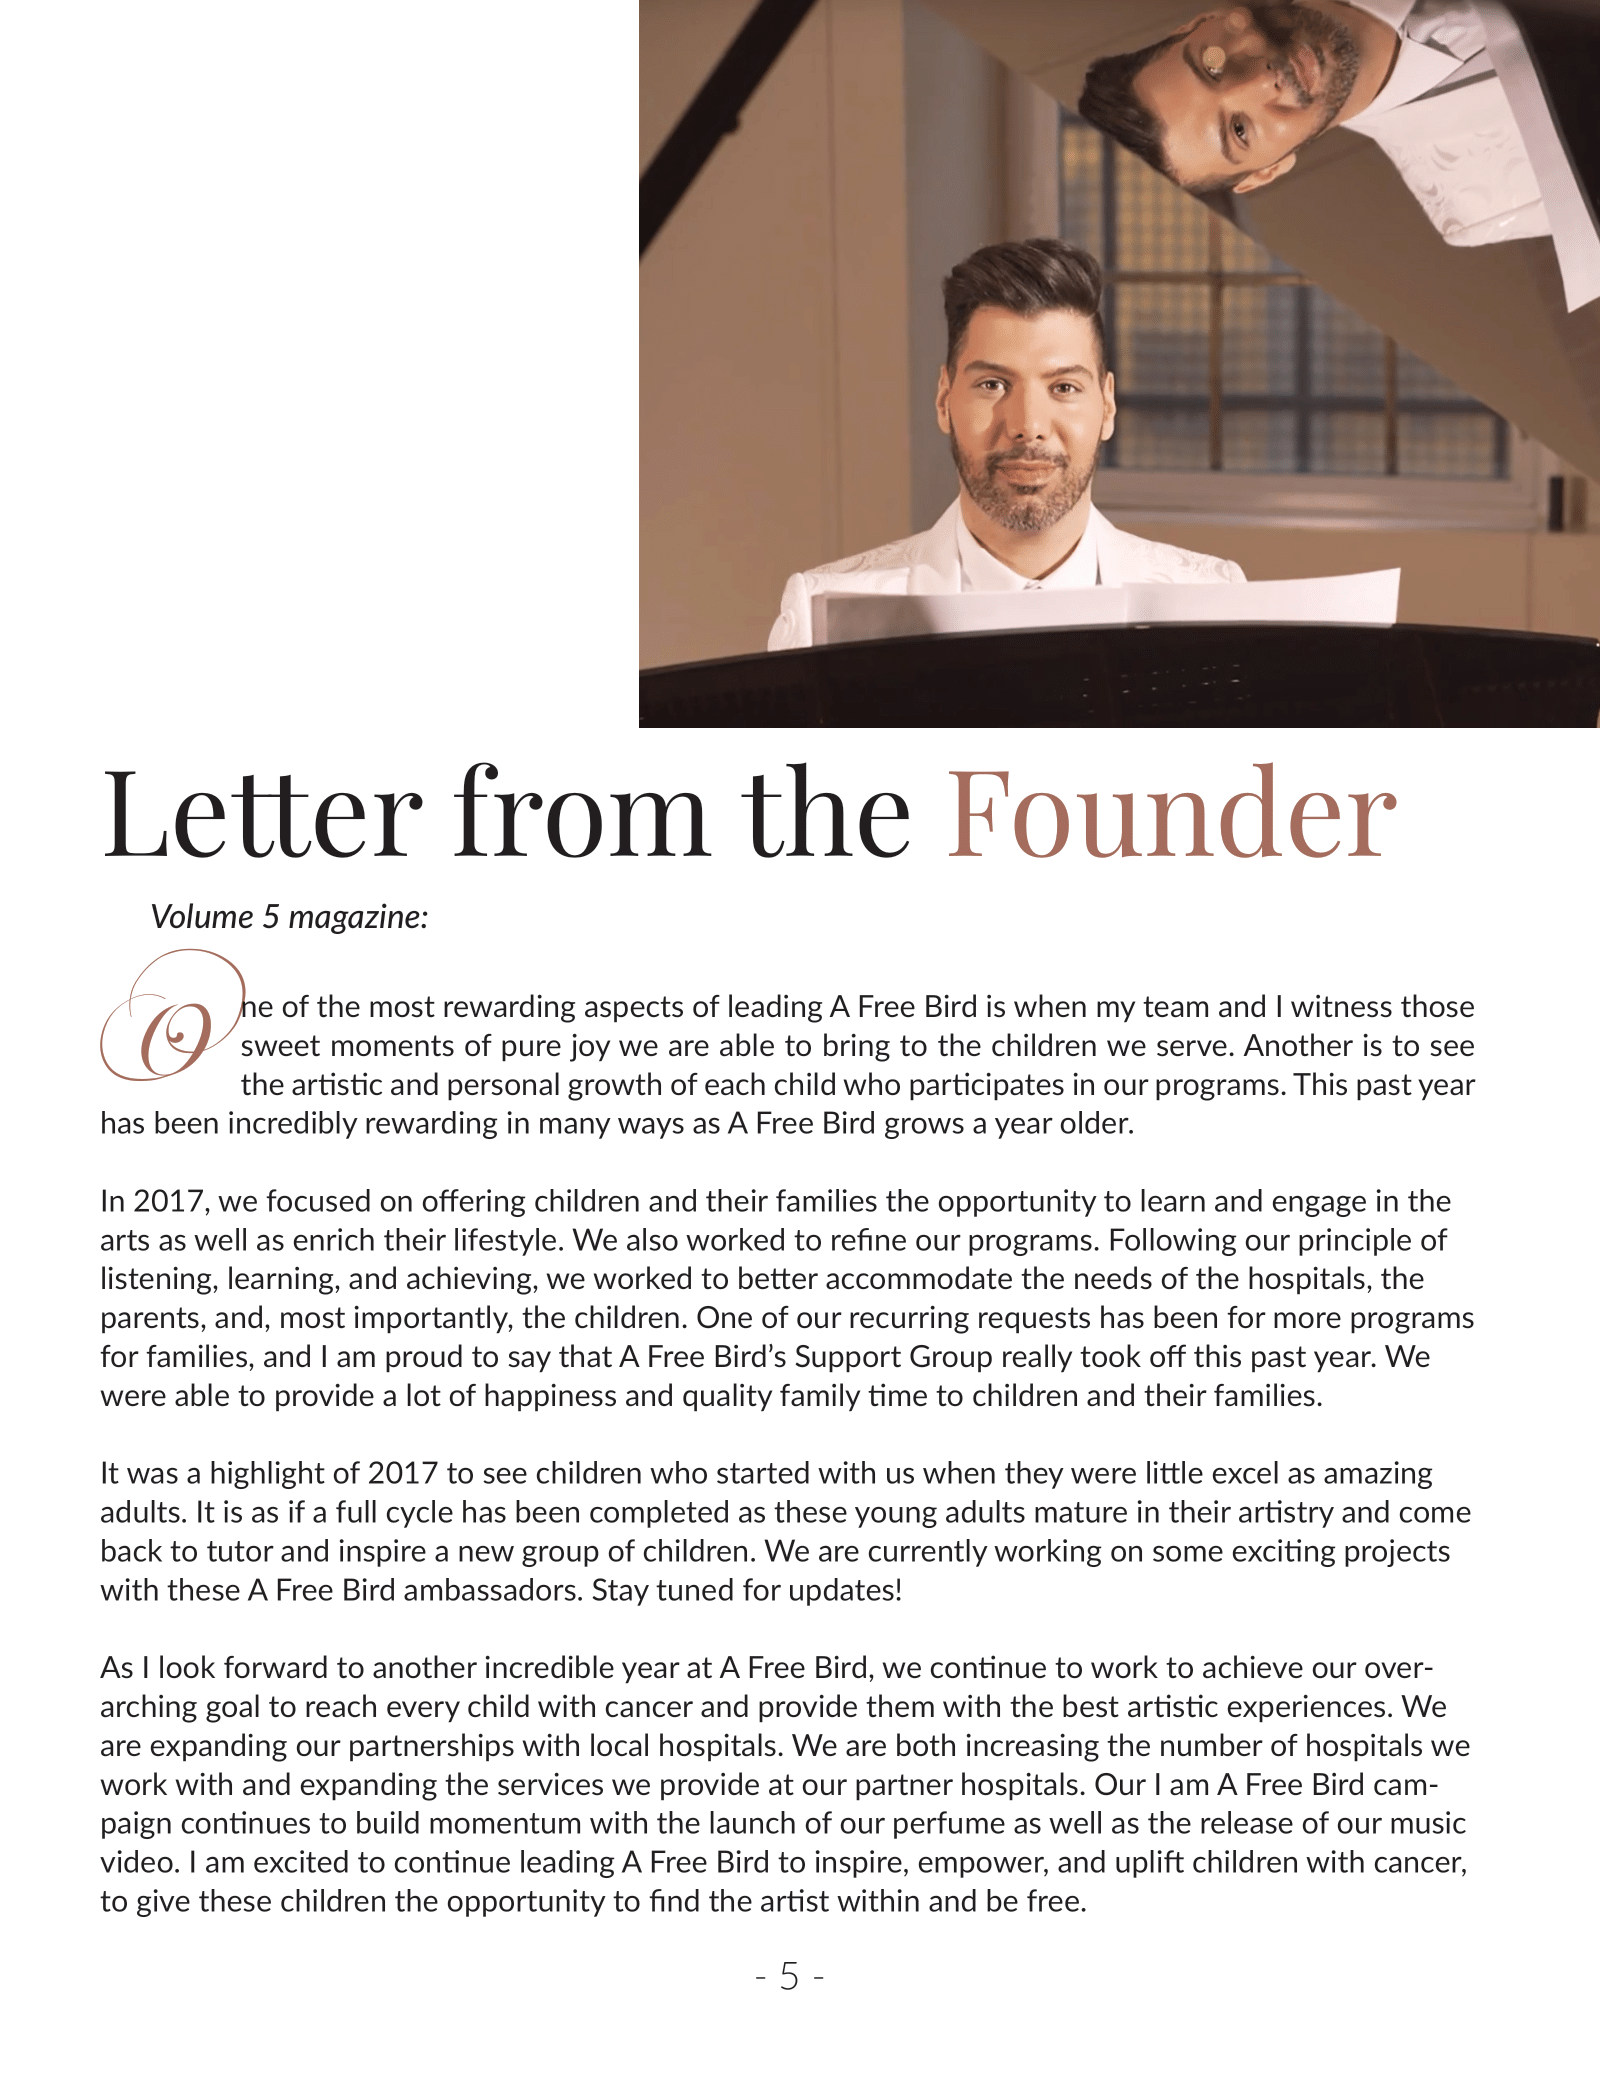 Letter from the Founder
Volume 5 magazine:
One of the most rewarding aspects of leading A Free Bird is when my team and I witness those
sweet moments of pure joy we are able to bring to the children we serve. Another is to see
the artistic and personal growth of each child who participates in our programs. This past year
has been incredibly rewarding in many ways as A Free Bird grows a year older.
In 2017, we focused on offering children and their families the opportunity to learn and engage in the
arts as well as enrich their lifestyle. We also worked to refine our programs. Following our principle of
listening, learning, and achieving, we worked to better accommodate the needs of the hospitals, the
parents, and, most importantly, the children. One of our recurring requests has been for more programs
for families, and I am proud to say that A Free Bird’s Support Group really took off this past year. We
were able to provide a lot of happiness and quality family time to children and their families.
It was a highlight of 2017 to see children who started with us when they were little excel as amazing
adults. It is as if a full cycle has been completed as these young adults mature in their artistry and come
back to tutor and inspire a new group of children. We are currently working on some exciting projects
with these A Free Bird ambassadors. Stay tuned for updates!
As I look forward to another incredible year at A Free Bird, we continue to work to achieve our over-
arching goal to reach every child with cancer and provide them with the best artistic experiences. We
are expanding our partnerships with local hospitals. We are both increasing the number of hospitals we
work with and expanding the services we provide at our partner hospitals. Our I am A Free Bird cam-
paign continues to build momentum with the launch of our perfume as well as the release of our music
video. I am excited to continue leading A Free Bird to inspire, empower, and uplift children with cancer,
to give these children the opportunity to find the artist within and be free.
- 5 -